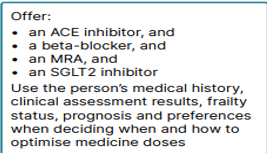 Offer:
• an ACE inhibitor, and
• a beta-blocker, and
• an MRA, and
• an SGLT2 inhibitor
Use the person's medical history,
clinical assessment results, frailty
status, prognosis and preferences
when deciding when and how to
optimise medicine doses